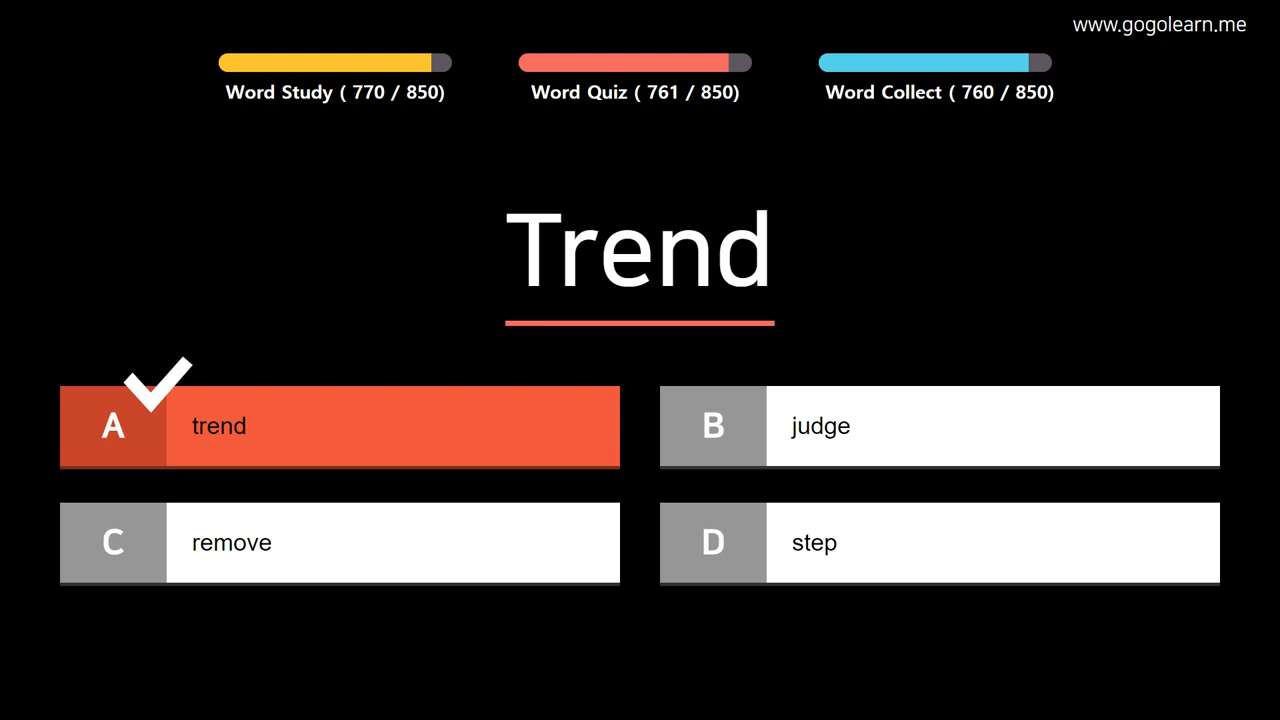 www.gogolearn.me
Word Study ( 770 / 850)
Word Quiz ( 761 / 850)
Word Collect ( 760 / 850)
Trend
A
trend
B
judge
C
remove
D
step